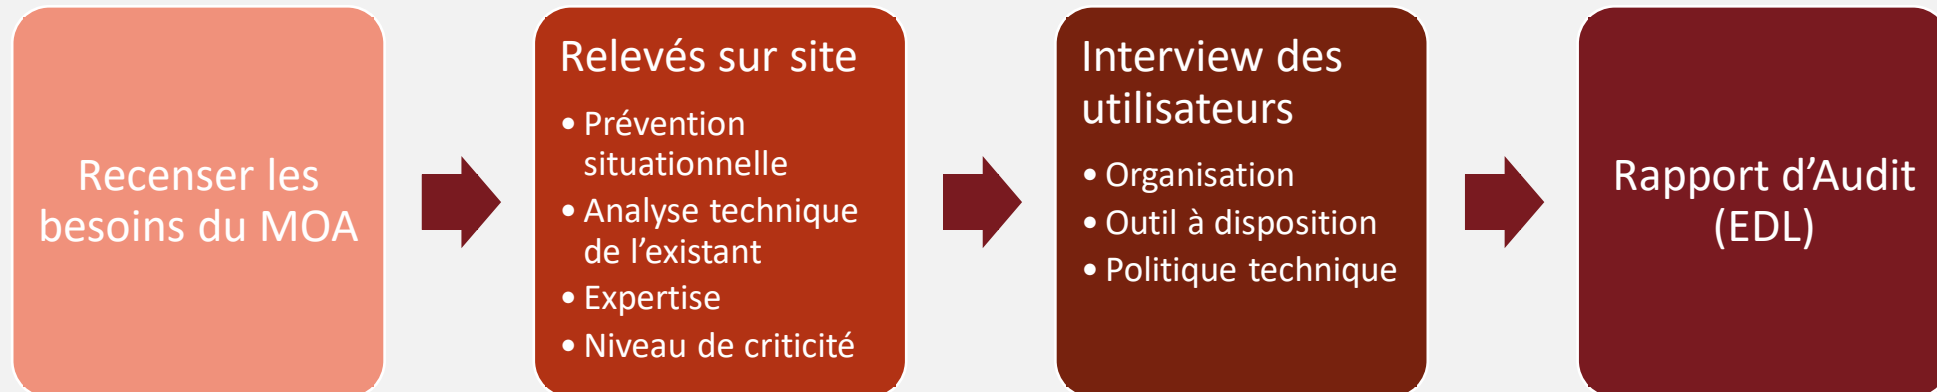 Recenser les
besoins du MOA
Relevés sur site
• Prévention
situationnelle
• Analyse technique
de l’existant
• Expertise
• Niveau de criticité
Interview des
utilisateurs
• Organisation
• Outil à disposition
• Politique technique
Rapport d’Audit
(EDL)